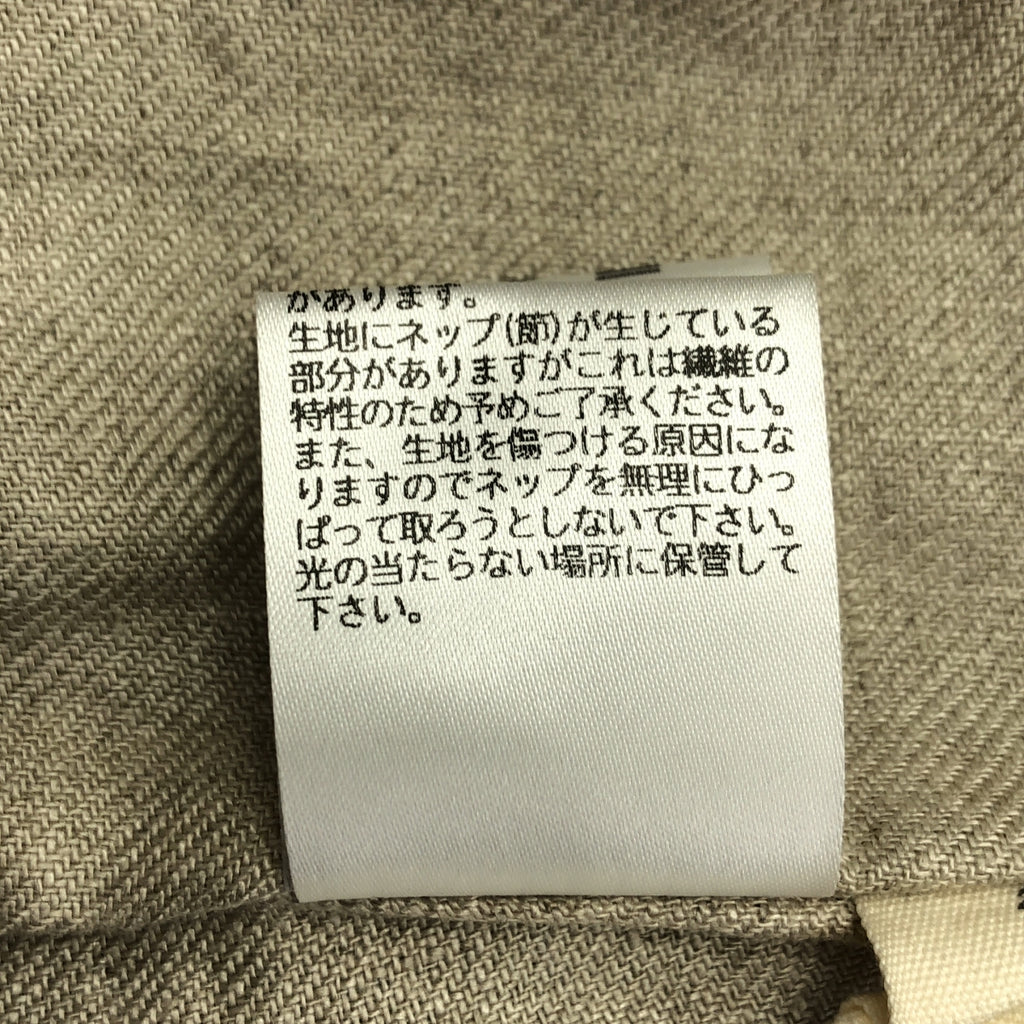 があります。
生地にネップ(節)が生じている
部分がありますがこれは繊維の
特性のため予めご了承ください。
また、生地を傷つける原因にな
りますのでネップを無理にひっ
ぱって取ろうとしないで下さい。
光の当たらない場所に保管して
下さい。